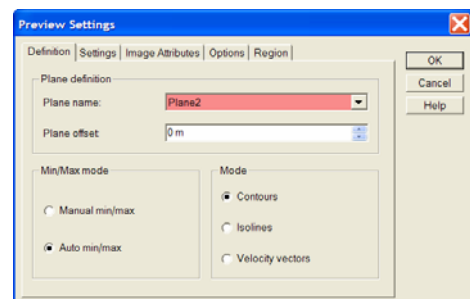 Preview Settings
Definition Settings Image Attributes Options Region
OK
Cancel
Help
Plane definition
Plane name: Plane2
Plane offset: 0 m
Min/Max mode
Manual min/max
Auto min/max
Mode
Contours
Isolines
Velocity vectors